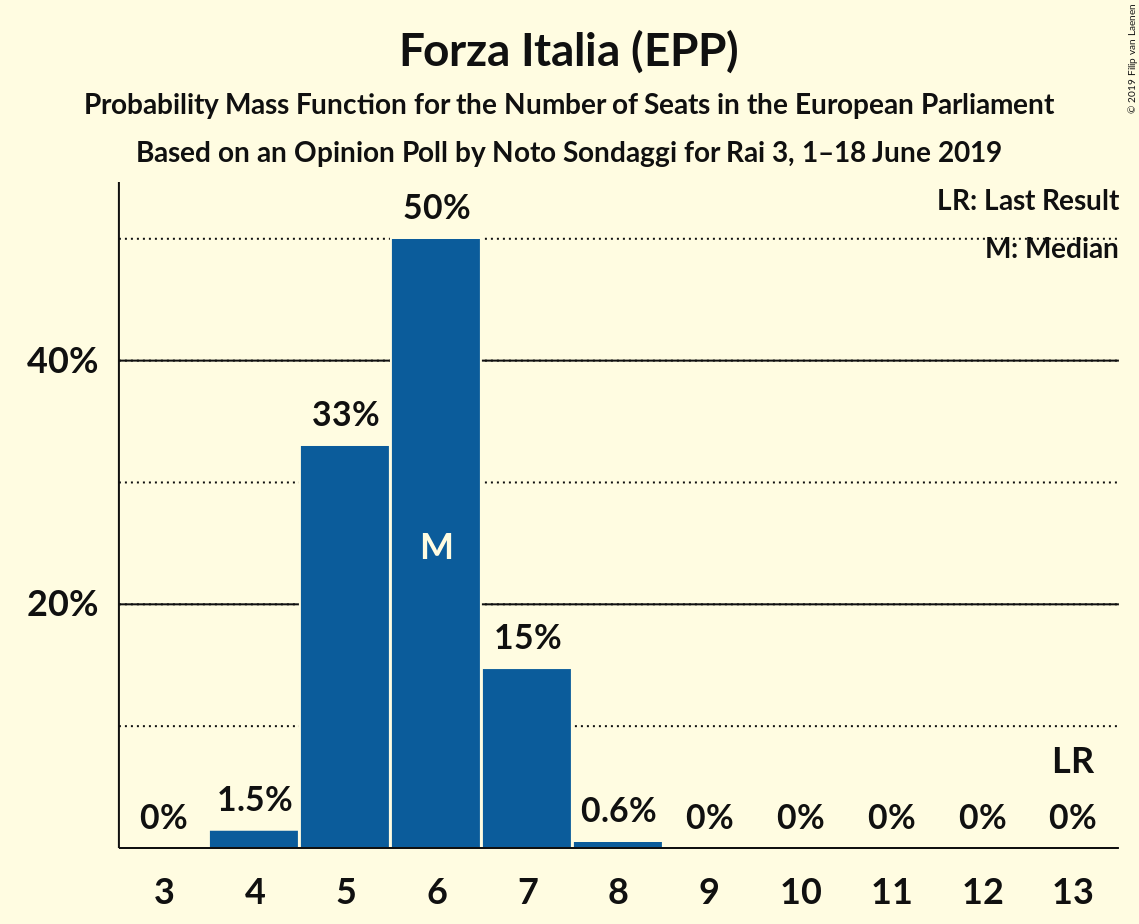 Forza Italia (EPP)
Probability Mass Function for the Number of Seats in the European Parliament
Based on an Opinion Poll by Noto Sondaggi for Rai 3, 1–18 June 2019
© 2019 Filip van Laenen
LR: Last Result
M: Median
50%
40%
33%
M
20%
15%
LR
0% 1.5% 0.6% 0% 0% 0% 0% 0%
3 4 5 6 7 8 9 10 11 12 13